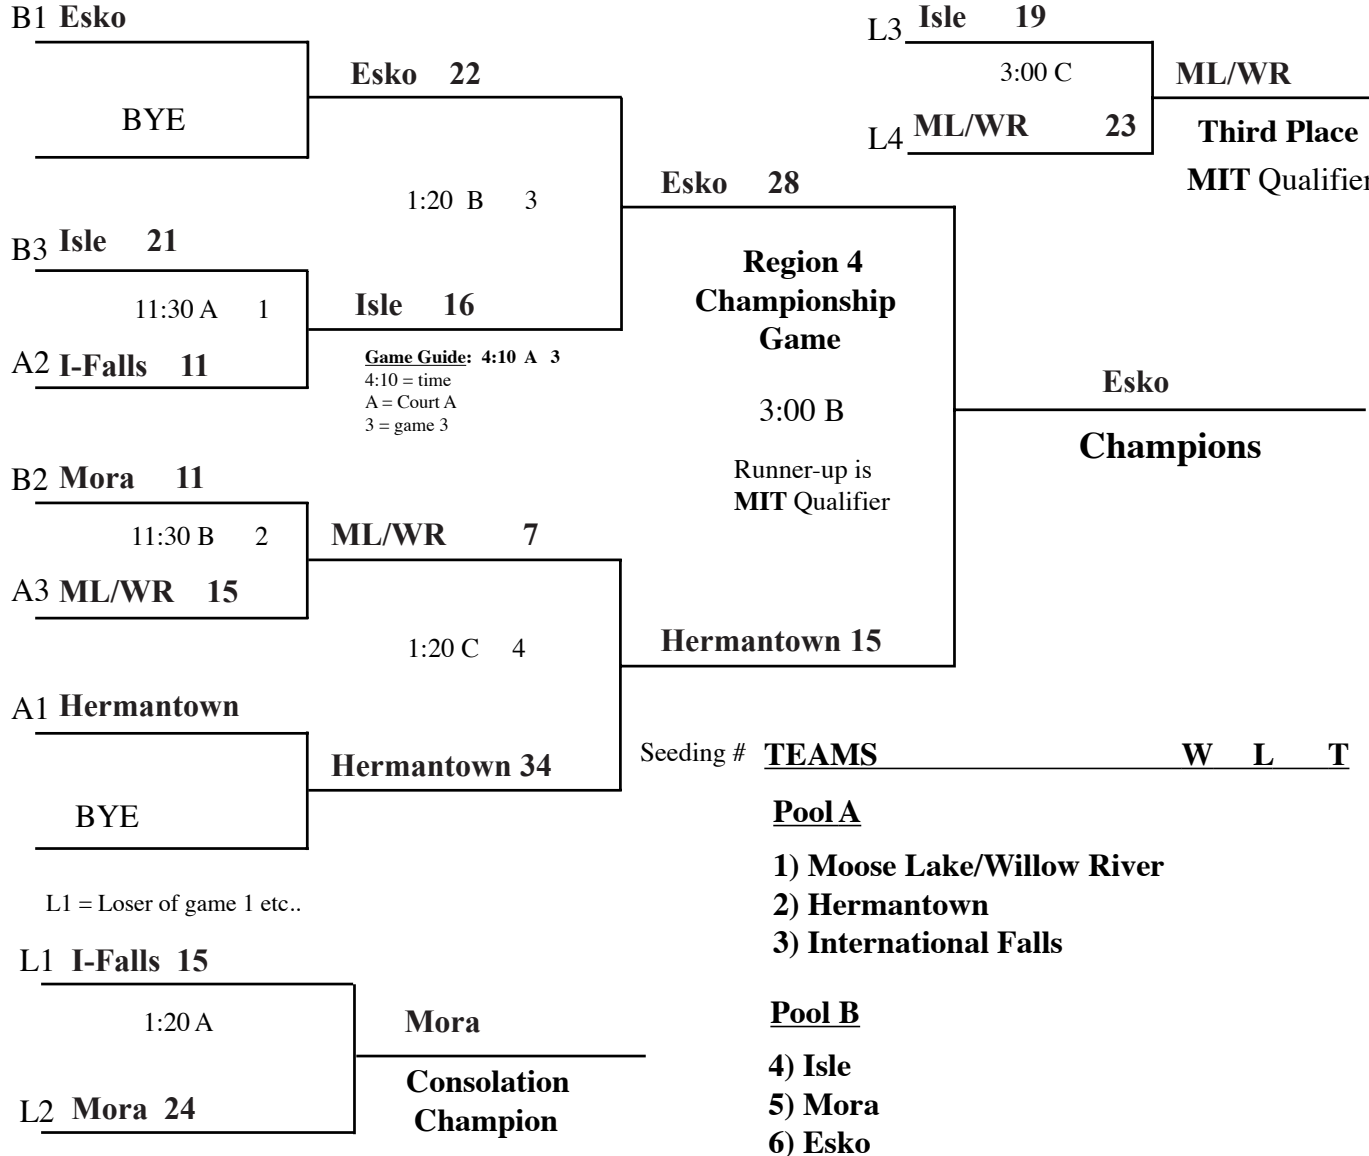 B1 Esko
BYE
Esko 22
1:20 B 3
B3 Isle 21
11:30 A 1
A2 I-Falls 11
Isle 16
Game Guide: 4:10 A 3
4:10 = time
A = Court A
3 = game 3
B2 Mora 11
11:30 B 2
A3 ML/WR 15
ML/WR 7
1:20 C 4
A1 Hermantown
BYE
Hermantown 34
L1 = Loser of game 1 etc..
L1 I-Falls 15
1:20 A
L2 Mora 24
Mora
Consolation
Champion
L3 Isle 19
3:00 C
L4 ML/WR 23
ML/WR
Third Place
MIT Qualifier
Esko 28
Region 4
Championship
Game
3:00 B
Runner-up is
MIT Qualifier
Hermantown 15
Esko
Champions
Seeding # TEAMS W L T
Pool A
1) Moose Lake/Willow River
2) Hermantown
3) International Falls
Pool B
4) Isle
5) Mora
6) Esko